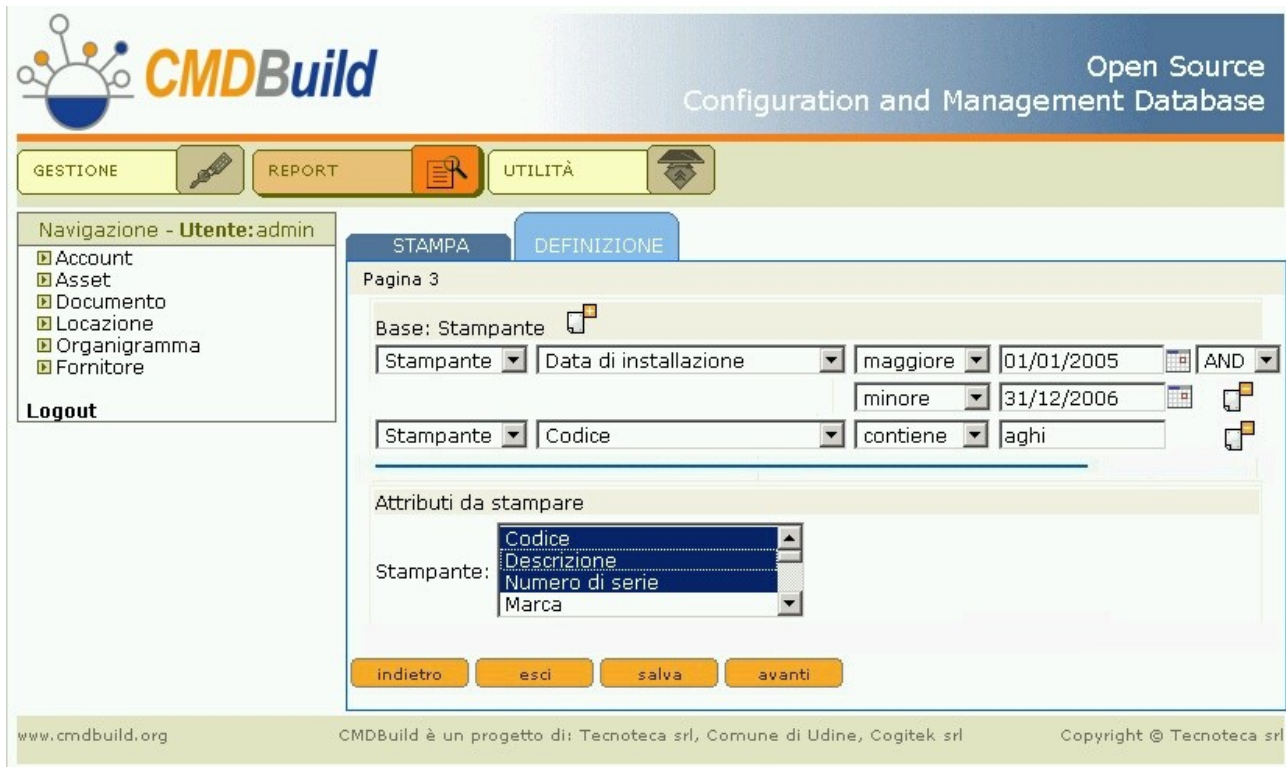 CMDBuild
Open Source
Configuration and Management Database
GESTIONE
REPORT
UTILITÀ
Navigazione - Utente:admin
Account
Asset
Documento
Locazione
Organigramma
Fornitore
Logout
STAMPA
DEFINIZIONE
Pagina 3
Base: Stampante
Stampante Data di installazione maggiore 01/01/2005 AND
minore 31/12/2006
Stampante Codice contiene aghi
Attributi da stampare
Stampante:
Codice
Descrizione
Numero di serie
Marca
indietro esci salva avanti
www.cmdbuild.org CMDBuild è un progetto di: Tecnoteca srl, Comune di Udine, Cogitek srl Copyright © Tecnoteca srl